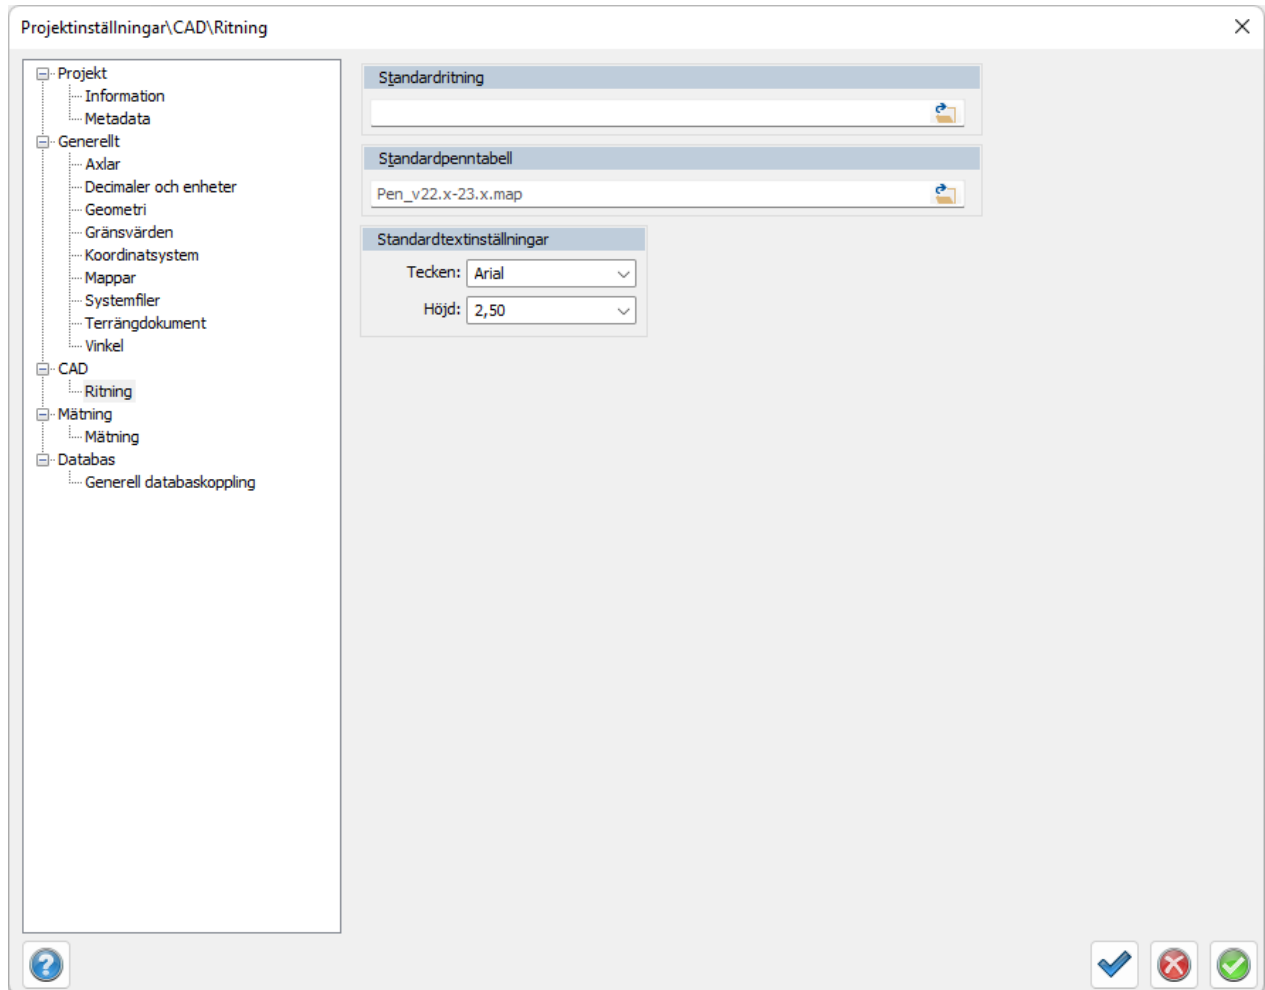 Projektinställningar\CAD\Ritning
Projekt
Information
Metadata
Generellt
Axlar
Decimaler och enheter
Geometri
Gränsvärden
Koordinatsystem
Mappar
Systemfiler
Terrängdokument
Vinkel
CAD
Ritning
Mätning
Mätning
Databas
Generell databaskoppling
Standardritning
Standardpenntabell
Pen_v22.x-23.x.map
Standardtextinställningar
Tecken: Arial
Höjd: 2,50